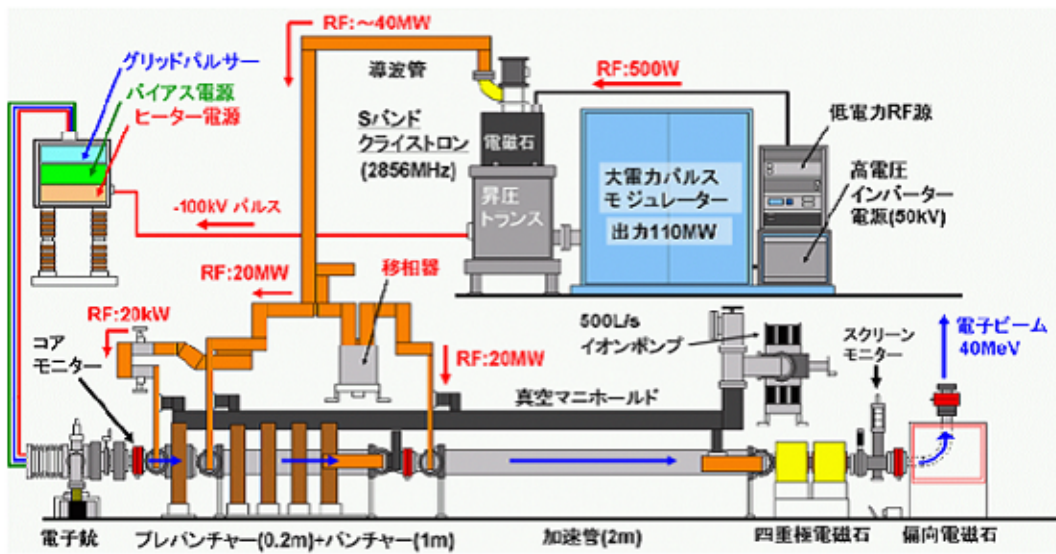 RF:～40MW
グリッドパルサー
バイアス電源
ヒーター電源
導波管
RF:500W
Sバンド
クライストロン
(2856MHz)
電磁石
昇圧
トランス
大電力パルス
モジュレーター
出力110MW
低電力RF源
高電圧
インバーター
電源(50kV)
-100kV パルス
RF:20MW
移相器
RF:20kW
コア
モニター
RF:20MW
500L/s
イオンポンプ
スクリーン
モニター
電子ビーム
40MeV
真空マニホールド
電子銃
プレバンチャー(0.2m)+バンチャー(1m)
加速管(2m)
四重極電磁石
偏向電磁石